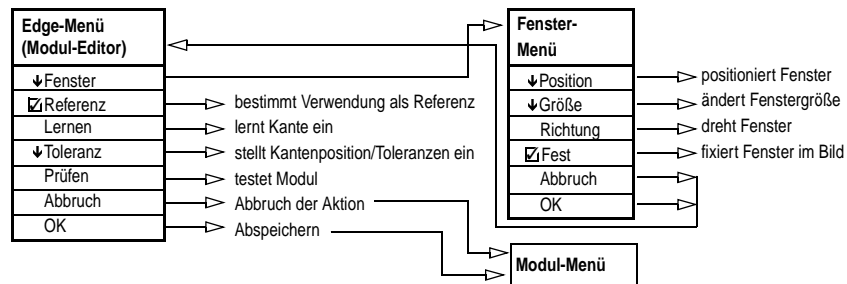 Edge-Menü
(Modul-Editor)
Fenster
Referenz
bestimmt Verwendung als Referenz
Lernen
lernt Kante ein
Toleranz
stellt Kantenposition/Toleranzen ein
Prüfen
testet Modul
Abbruch
Abbruch der Aktion
OK
Abspeichern
Fenster-
Menü
Position
positioniert Fenster
Größe
ändert Fenstergröße
Richtung
dreht Fenster
Fest
fixiert Fenster im Bild
Abbruch
OK
Modul-Menü